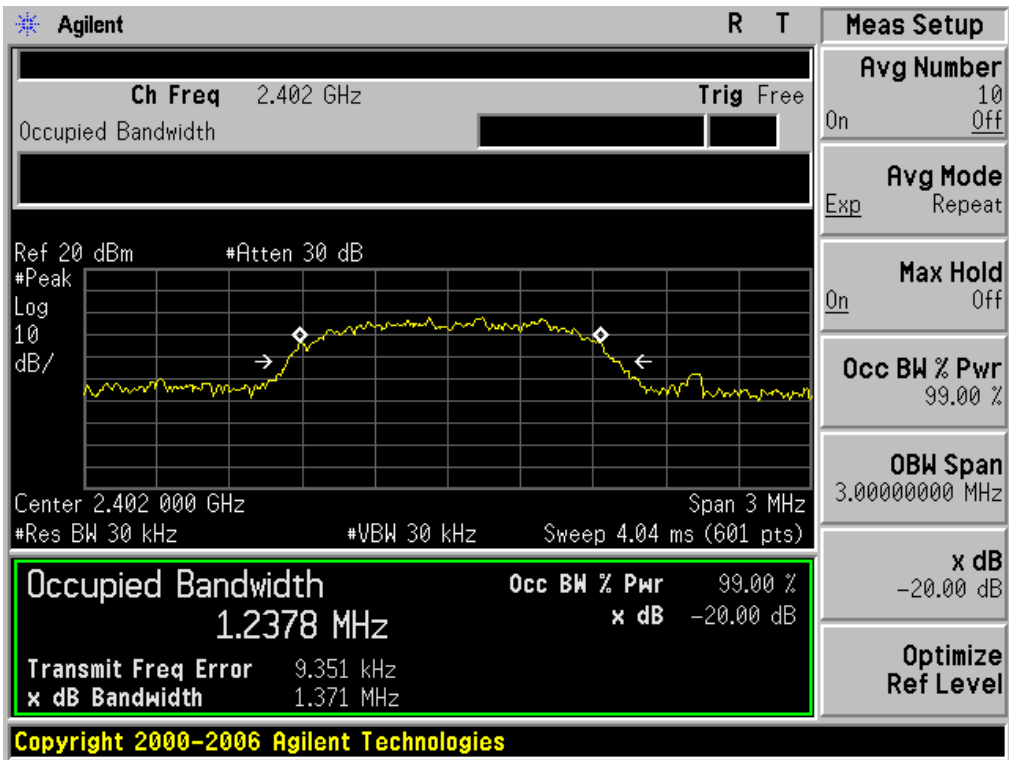 Agilent R T
Ch Freq 2.402 GHz Trig Free
Occupied Bandwidth
Ref 20 dBm #Atten 30 dB
#Peak
Log
10
dB/
Center 2.402 000 GHz Span 3 MHz
#Res BW 30 kHz #VBW 30 kHz Sweep 4.04 ms (601 pts)
Occupied Bandwidth Occ BW % Pwr 99.00 %
1.2378 MHz x dB -20.00 dB
Transmit Freq Error 9.351 kHz
x dB Bandwidth 1.371 MHz
Copyright 2000-2006 Agilent Technologies
Meas Setup
Avg Number
10
On Off
Avg Mode
Exp Repeat
Max Hold
On Off
Occ BW % Pwr
99.00 %
OBW Span
3.00000000 MHz
x dB
-20.00 dB
Optimize
Ref Level